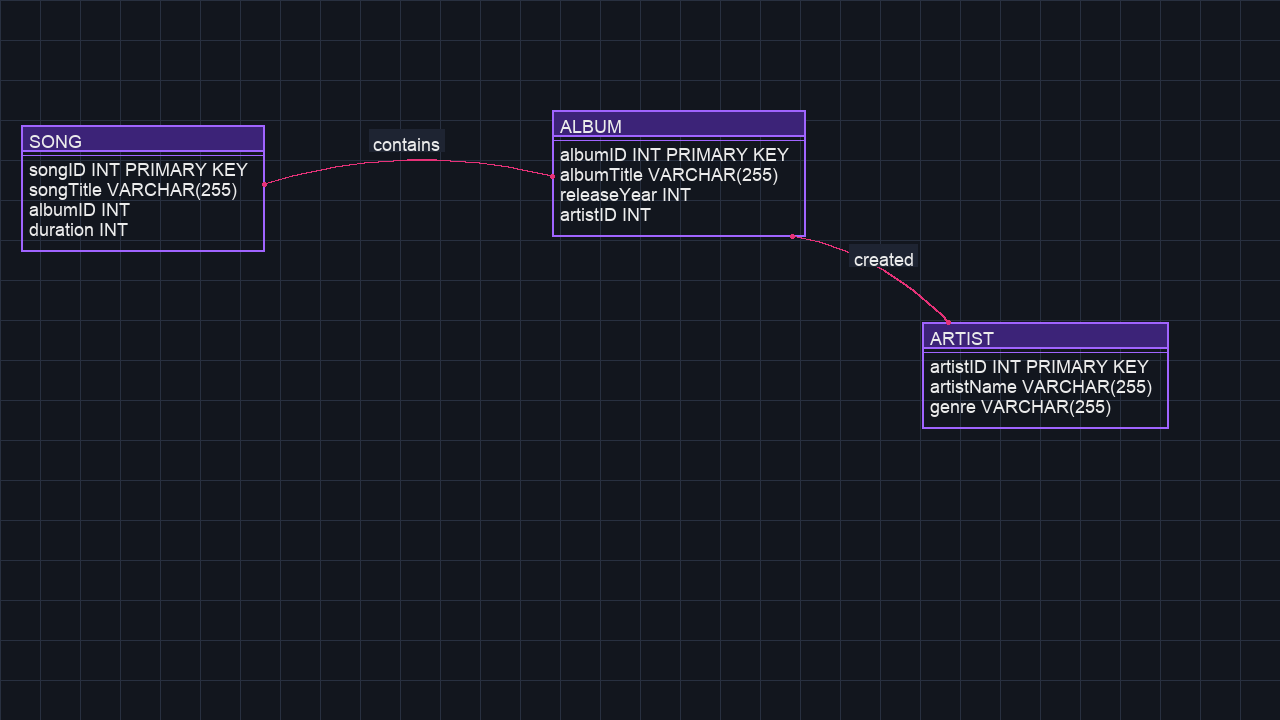 SONG
songID INT PRIMARY KEY
songTitle VARCHAR(255)
albumID INT
duration INT
contains
ALBUM
albumID INT PRIMARY KEY
albumTitle VARCHAR(255)
releaseYear INT
artistID INT
created
ARTIST
artistID INT PRIMARY KEY
artistName VARCHAR(255)
genre VARCHAR(255)